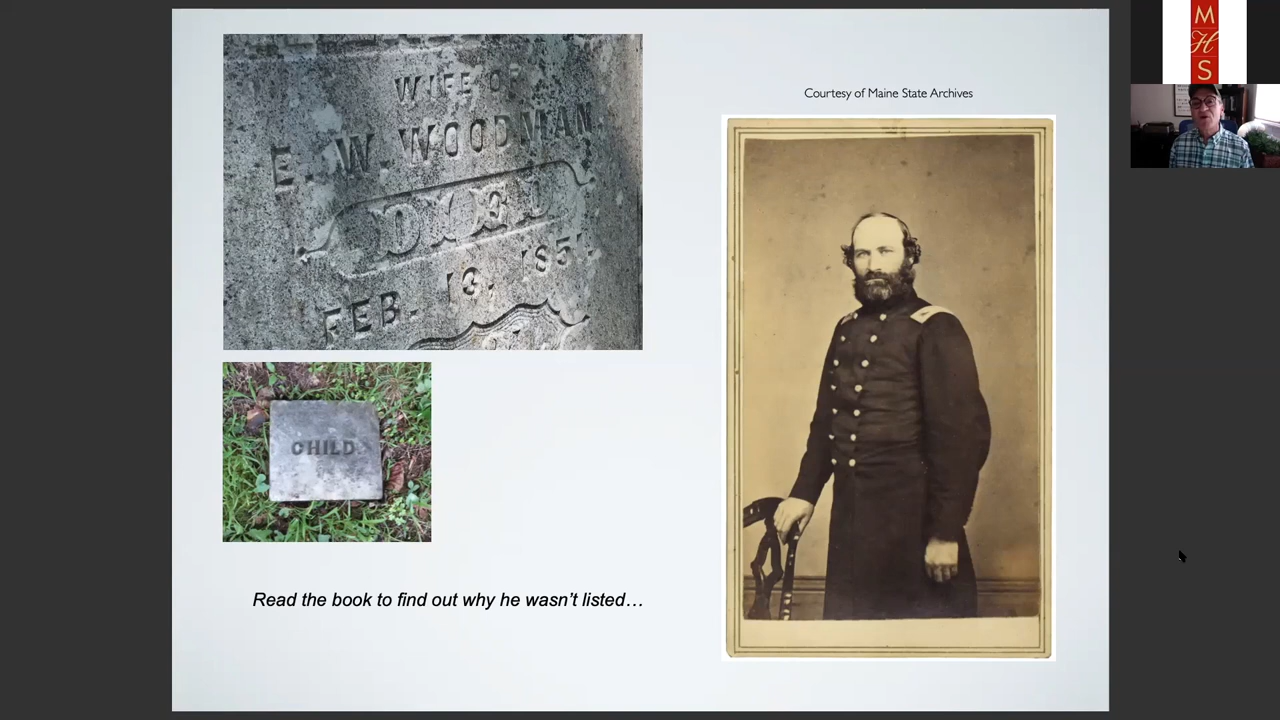 WIFE OF
E. W. WOODMAN,
DIED
FEB. 13, 185
CHILD
Read the book to find out why he wasn't listed…
Courtesy of Maine State Archives
M
H
S